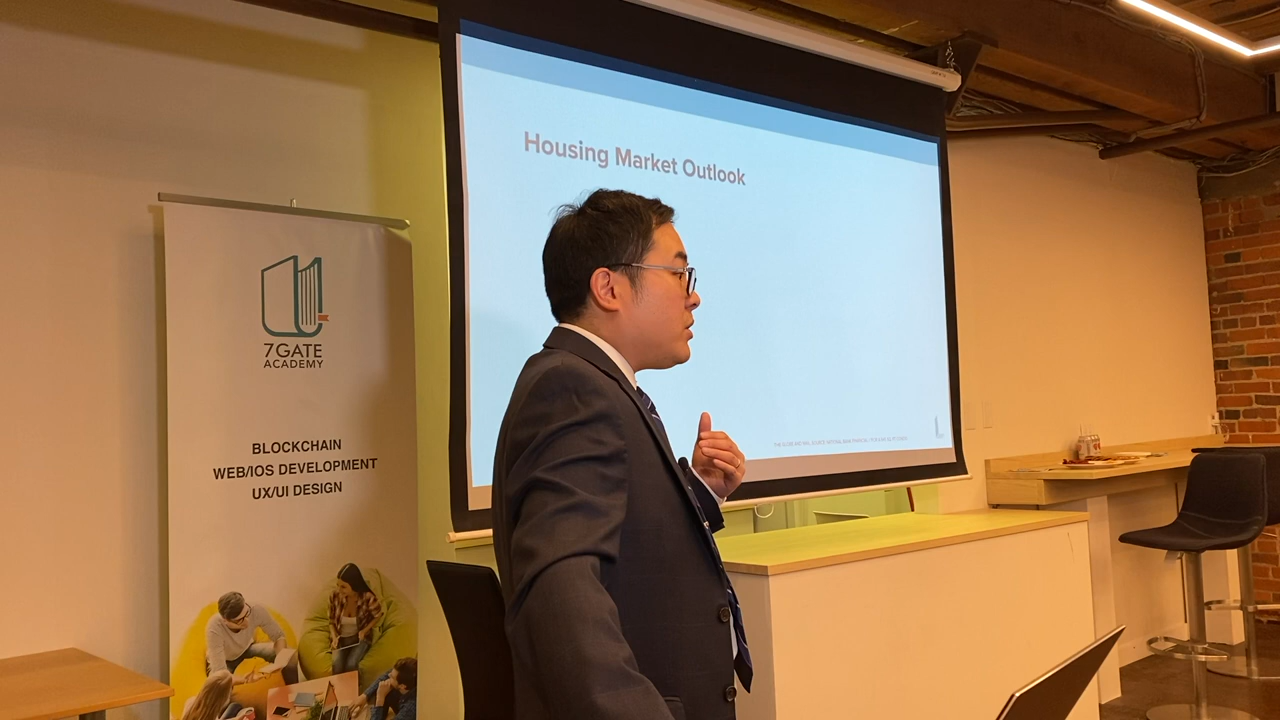 Housing Market Outlook
7GATE
ACADEMY
BLOCKCHAIN
WEB/IOS DEVELOPMENT
UX/UI DESIGN